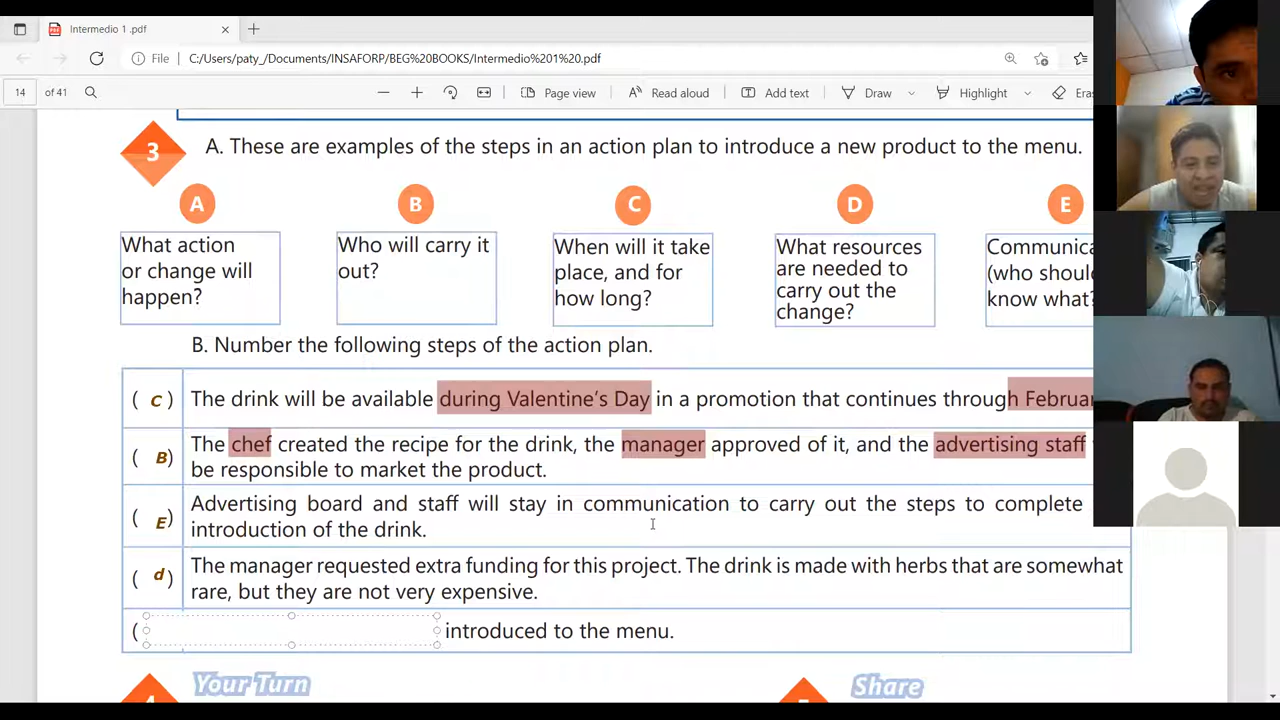 Intermedio 1 .pdf
File
C:/Users/paty_/Documents/INSAFORP/BEG%20BOOKS/Intermedio%201%20.pdf
14 of 41
Page view
Read aloud
Add text
Draw
Highlight
3
A. These are examples of the steps in an action plan to introduce a new product to the menu.
A
B
C
D
E
What action
or change will
happen?
Who will carry it
out?
When will it take
place, and for
how long?
What resources
are needed to
carry out the
change?
(who
know what?
B. Number the following steps of the action plan.
( C ) The drink will be available during Valentine's Day in a promotion that continues through
( B ) The chef created the recipe for the drink, the manager approved of it, and the advertising staff
be responsible to market the product.
( E ) Advertising board and staff will stay in communication to carry out the steps to complete
introduction of the drink.
( d ) The manager requested extra funding for this project. The drink is made with herbs that are somewhat
rare, but they are not very expensive.
( introduced to the menu.
Your Turn
Share